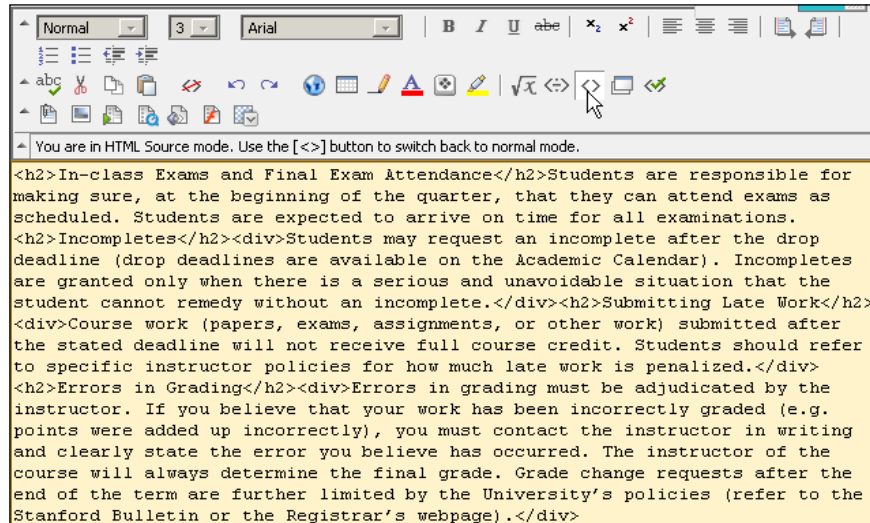 Normal 3 Arial B I U abc ×₂ x²
abc √x <=> <>
You are in HTML Source mode. Use the [<>] button to switch back to normal mode.
<h2>In-class Exams and Final Exam Attendance</h2>Students are responsible for
making sure, at the beginning of the quarter, that they can attend exams as
scheduled. Students are expected to arrive on time for all examinations.
<h2>Incompletes</h2><div>Students may request an incomplete after the drop
deadline (drop deadlines are available on the Academic Calendar). Incompletes
are granted only when there is a serious and unavoidable situation that the
student cannot remedy without an incomplete.</div><h2>Submitting Late Work</h2>
<div>Course work (papers, exams, assignments, or other work) submitted after
the stated deadline will not receive full course credit. Students should refer
to specific instructor policies for how much late work is penalized.</div>
<h2>Errors in Grading</h2><div>Errors in grading must be adjudicated by the
instructor. If you believe that your work has been incorrectly graded (e.g.
points were added up incorrectly), you must contact the instructor in writing
and clearly state the error you believe has occurred. The instructor of the
course will always determine the final grade. Grade change requests after the
end of the term are further limited by the University's policies (refer to the
Stanford Bulletin or the Registrar's webpage).</div>